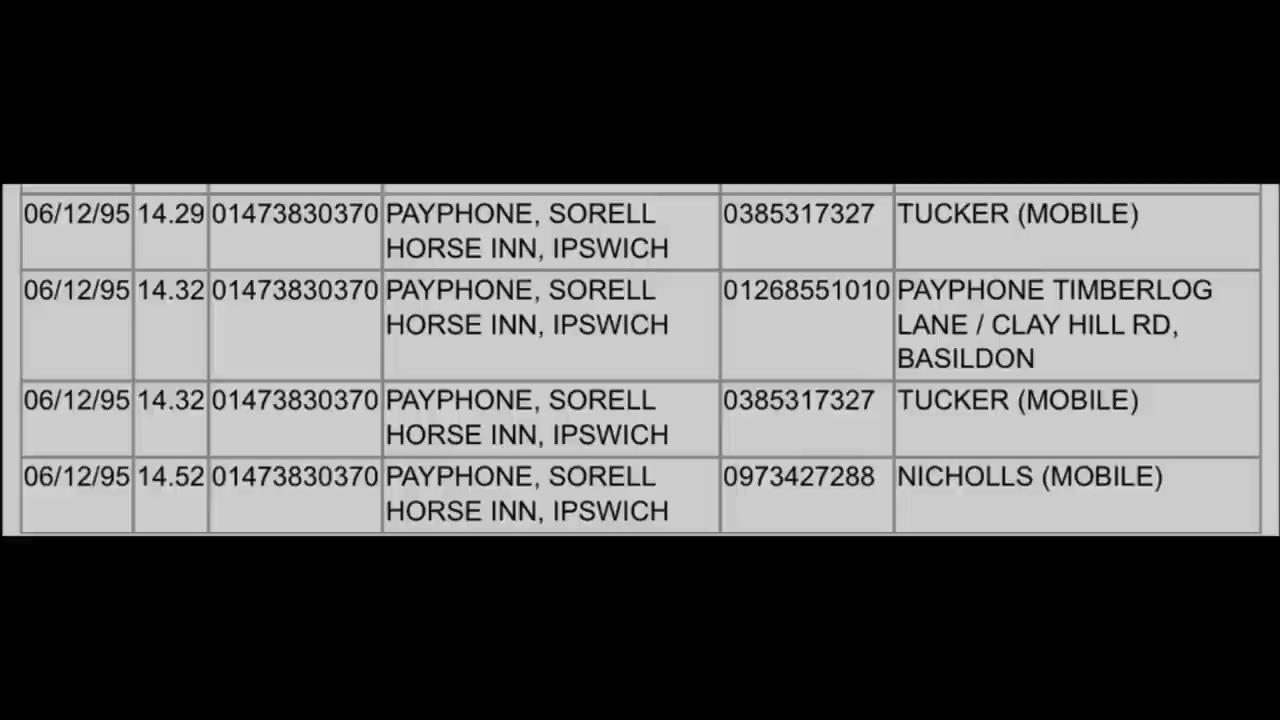 06/12/95 14.29 01473830370 PAYPHONE, SORELL 0385317327 TUCKER (MOBILE)
HORSE INN, IPSWICH
06/12/95 14.32 01473830370 PAYPHONE, SORELL 01268551010 PAYPHONE TIMBERLOG
HORSE INN, IPSWICH LANE / CLAY HILL RD,
BASILDON
06/12/95 14.32 01473830370 PAYPHONE, SORELL 0385317327 TUCKER (MOBILE)
HORSE INN, IPSWICH
06/12/95 14.52 01473830370 PAYPHONE, SORELL 0973427288 NICHOLLS (MOBILE)
HORSE INN, IPSWICH